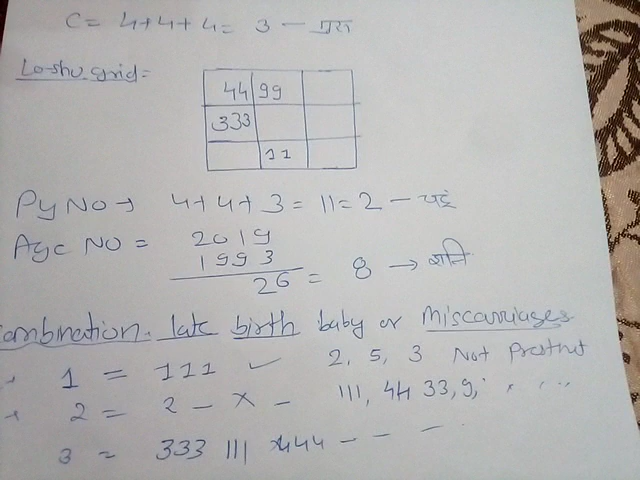 C = 4+4+4 = 3 -
Lo-shu grid =
44 99
333
11
Py No → 4+4+3 = 11 = 2 -
Age NO = 2019
1993
26 = 8 → शनि
Combination. late birth baby or Miscarriages
1 = 111 ✓ 2, 5, 3 Not
2 = 2 - × - 111, 44 33, 9,
3 = 333 111 444 - - -